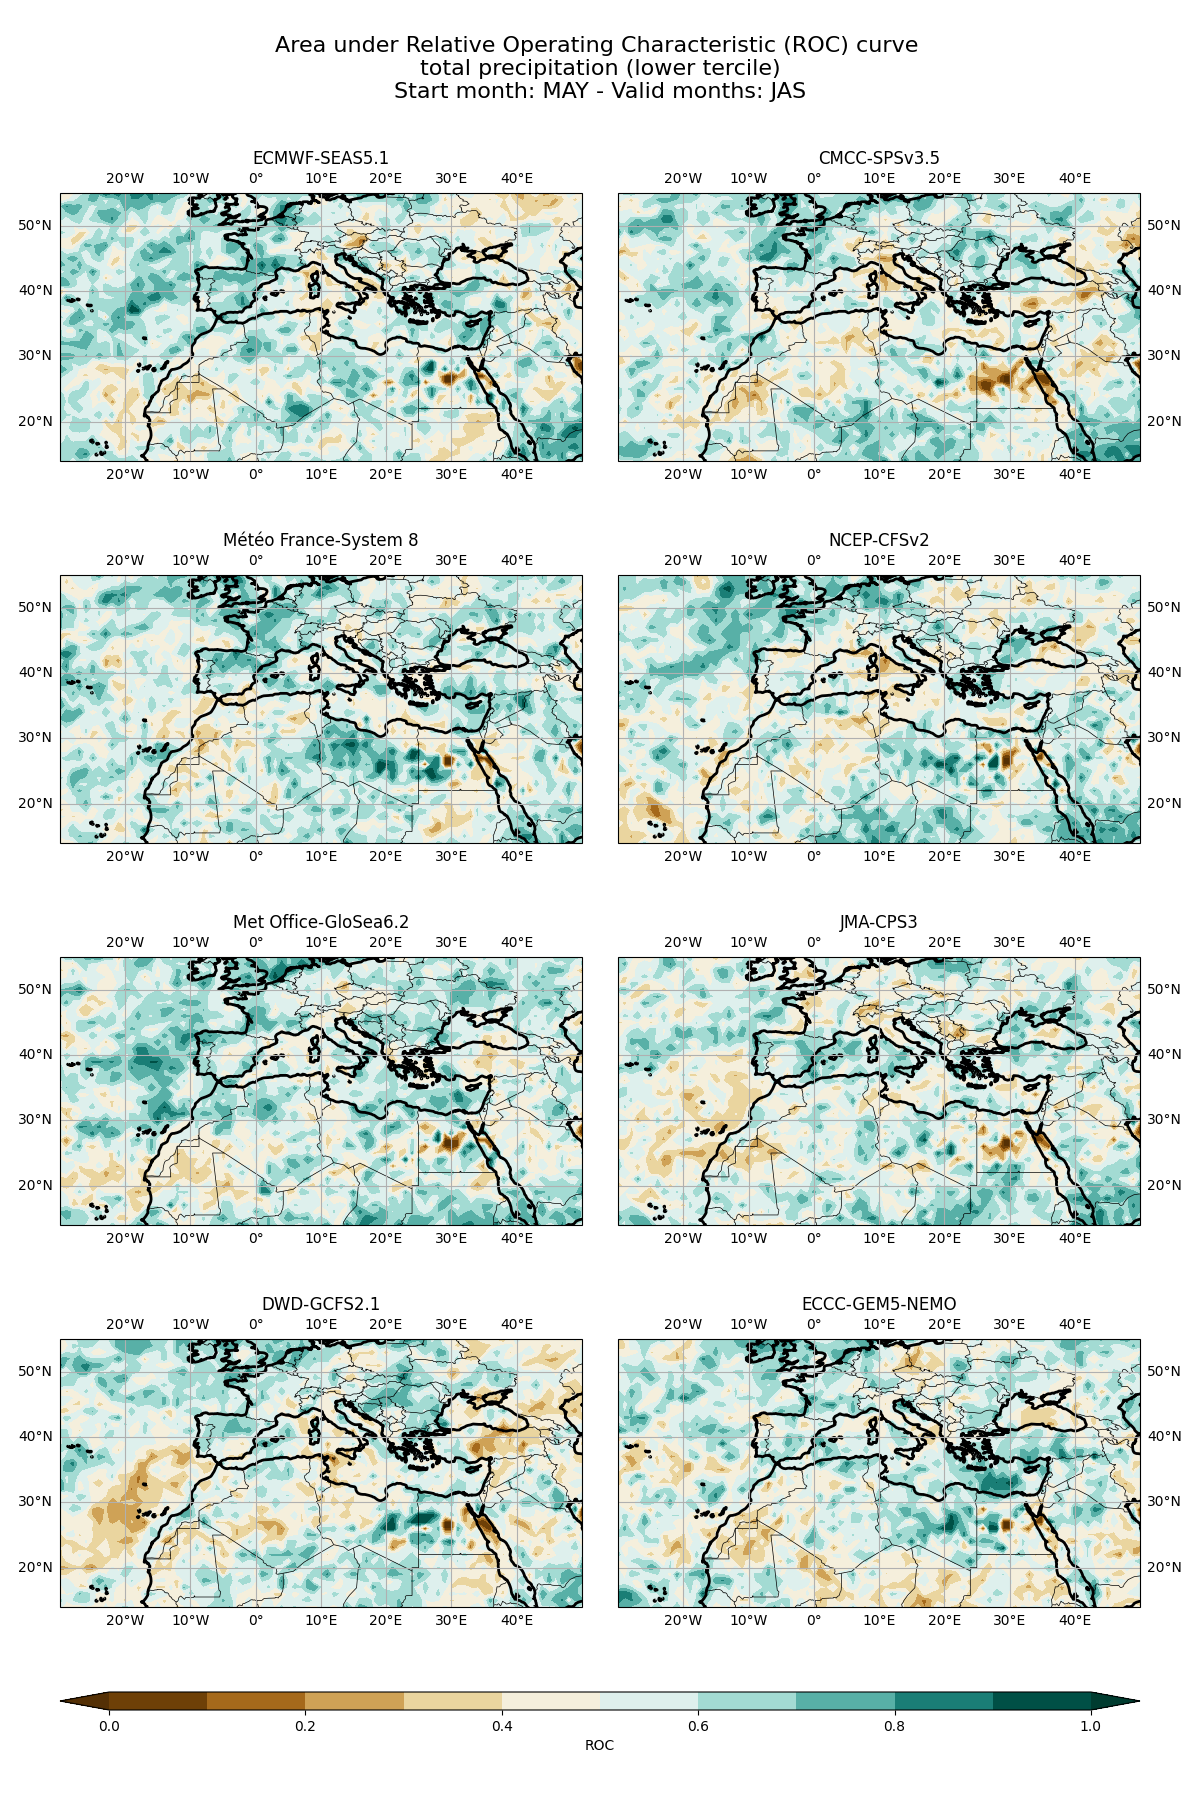 Area under Relative Operating Characteristic (ROC) curve
total precipitation (lower tercile)
Start month: MAY - Valid months: JAS
ECMWF-SEAS5.1
20°W 10°W 0° 10°E 20°E 30°E 40°E
50°N
40°N
30°N
20°N
20°W 10°W 0° 10°E 20°E 30°E 40°E
CMCC-SPSv3.5
20°W 10°W 0° 10°E 20°E 30°E 40°E
50°N
40°N
30°N
20°N
20°W 10°W 0° 10°E 20°E 30°E 40°E
Météo France-System 8
20°W 10°W 0° 10°E 20°E 30°E 40°E
50°N
40°N
30°N
20°N
20°W 10°W 0° 10°E 20°E 30°E 40°E
NCEP-CFSv2
20°W 10°W 0° 10°E 20°E 30°E 40°E
50°N
40°N
30°N
20°N
20°W 10°W 0° 10°E 20°E 30°E 40°E
Met Office-GloSea6.2
20°W 10°W 0° 10°E 20°E 30°E 40°E
50°N
40°N
30°N
20°N
20°W 10°W 0° 10°E 20°E 30°E 40°E
JMA-CPS3
20°W 10°W 0° 10°E 20°E 30°E 40°E
50°N
40°N
30°N
20°N
20°W 10°W 0° 10°E 20°E 30°E 40°E
DWD-GCFS2.1
20°W 10°W 0° 10°E 20°E 30°E 40°E
50°N
40°N
30°N
20°N
20°W 10°W 0° 10°E 20°E 30°E 40°E
ECCC-GEM5-NEMO
20°W 10°W 0° 10°E 20°E 30°E 40°E
50°N
40°N
30°N
20°N
20°W 10°W 0° 10°E 20°E 30°E 40°E
0.0 0.2 0.4 0.6 0.8 1.0
ROC